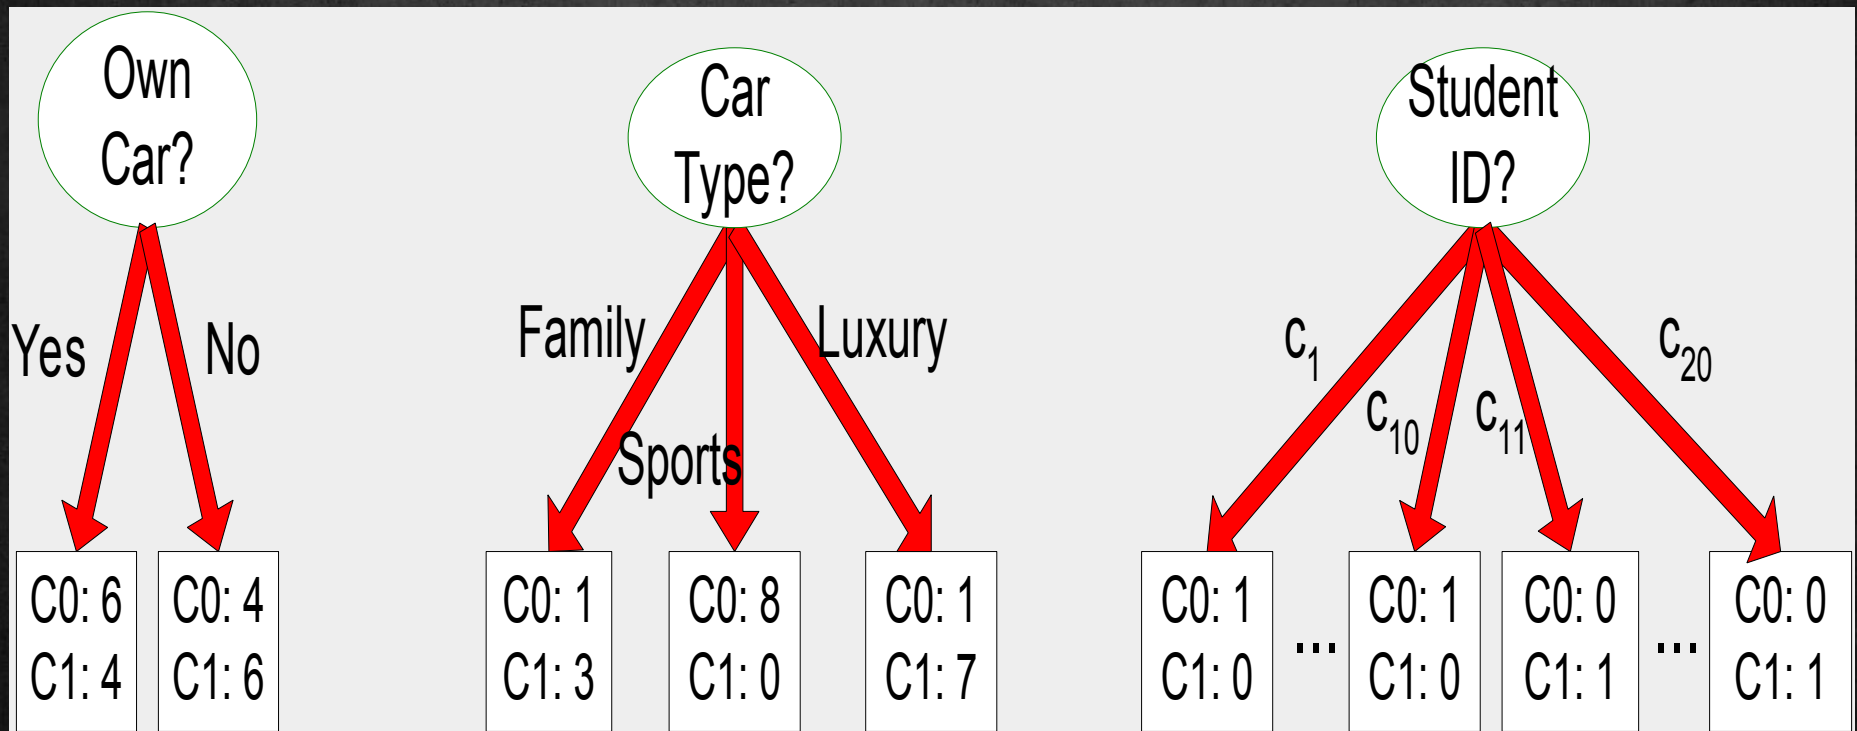 Own
Car?
Yes
No
C0: 6
C1: 4
C0: 4
C1: 6
Car
Type?
Family
Sports
Luxury
C0: 1
C1: 3
C0: 8
C1: 0
C0: 1
C1: 7
Student
ID?
c1
c10
c11
c20
C0: 1
C1: 0
...
C0: 1
C1: 0
C0: 0
C1: 1
...
C0: 0
C1: 1